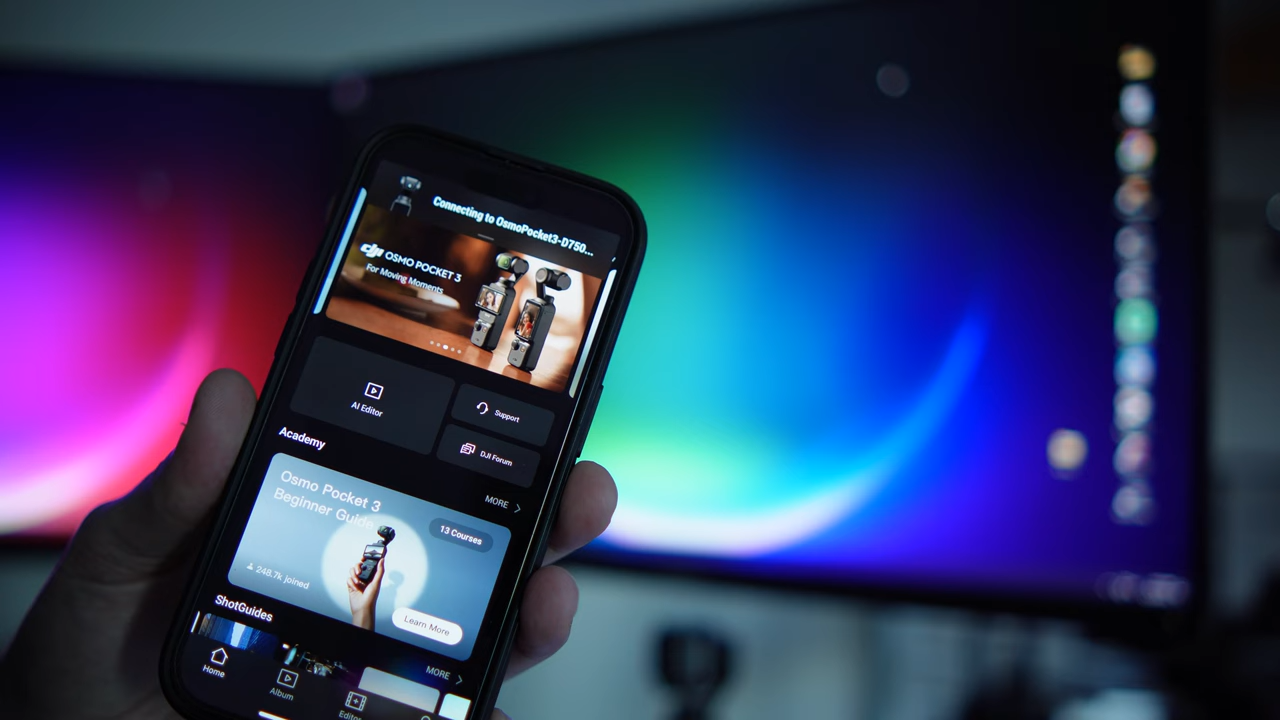 Connecting to OsmoPocket3-D750...
dji OSMO POCKET 3
For Moving Moments
AI Editor
Support
DJI Forum
Academy
MORE
Osmo Pocket 3
Beginner Guide
13 Courses
248.7k joined
Learn More
ShotGuides
MORE
Home
Album
Editor